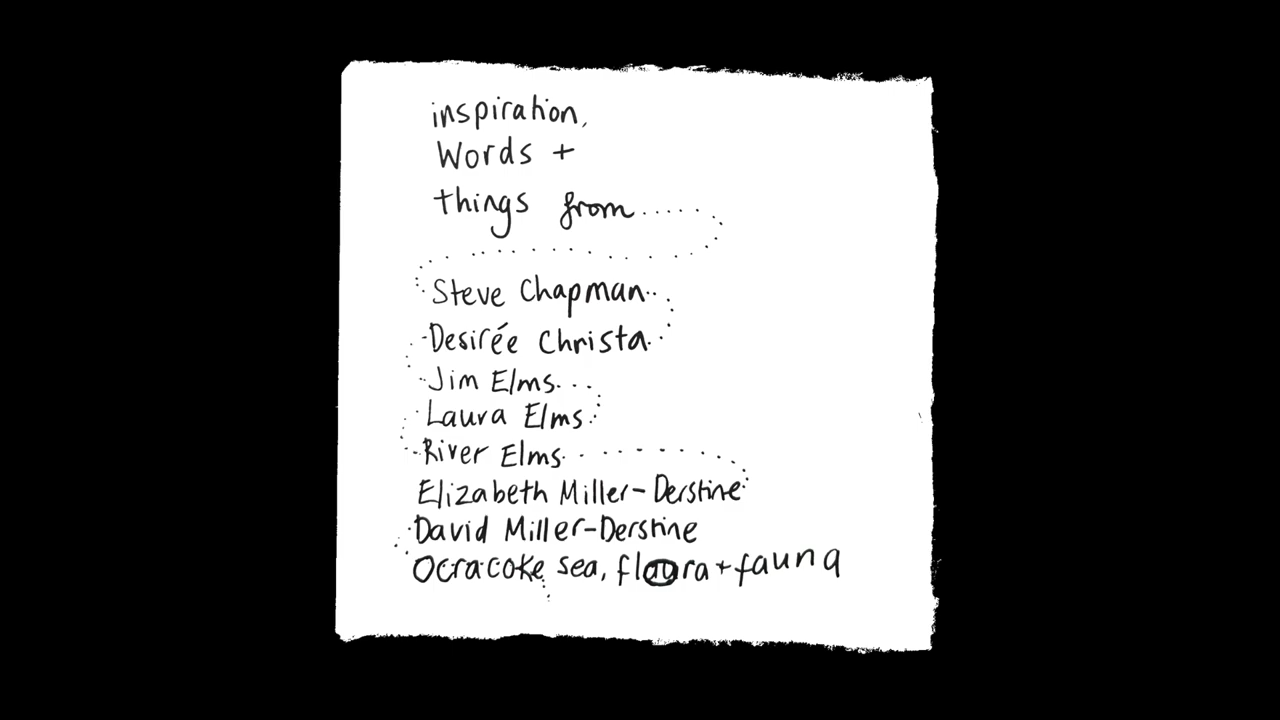 inspiration,
Words +
things from
Steve Chapman
Desirée Christa
Jim Elms
Laura Elms
River Elms
Elizabeth Miller-Derstine
David Miller-Derstine
Ocracoke sea, flora + fauna